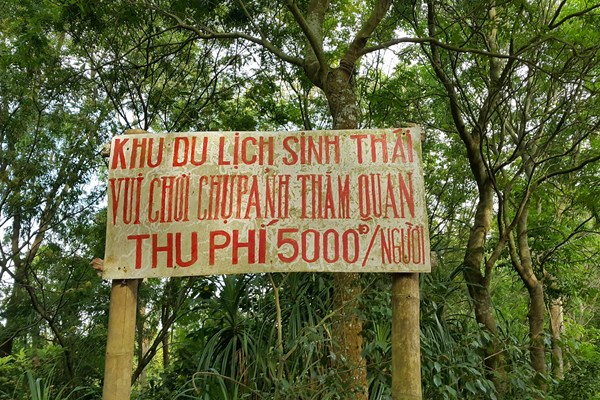 KHU DU LỊCH SINH THÁI
VUI CHƠI CHỤP ẢNH THĂM QUAN
THU PHÍ 5000đ/NGƯỜI